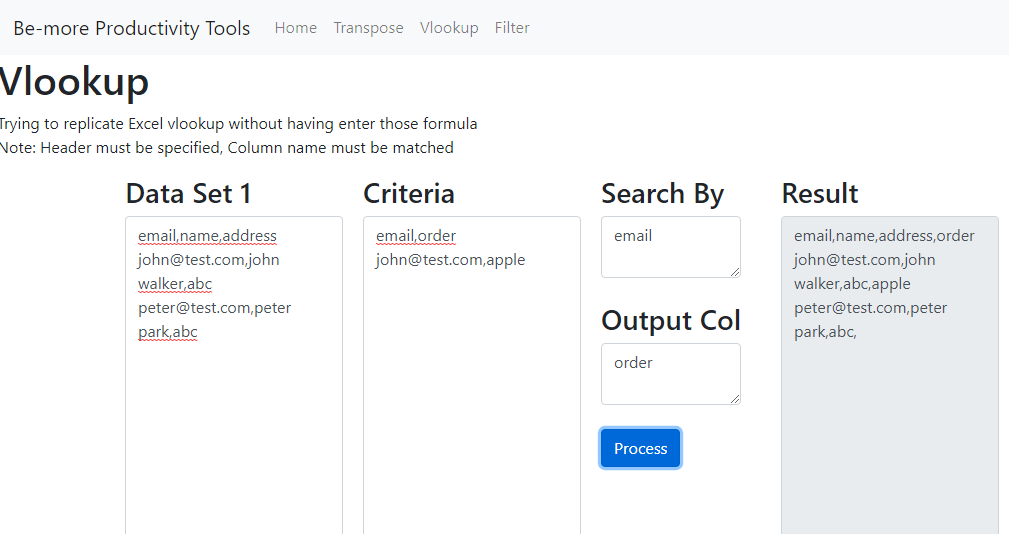 Be-more Productivity Tools Home Transpose Vlookup Filter
Vlookup
Trying to replicate Excel vlookup without having enter those formula
Note: Header must be specified, Column name must be matched
Data Set 1
email,name,address
john@test.com,john
walker,abc
peter@test.com,peter
park,abc
Criteria
email,order
john@test.com,apple
Search By
email
Output Col
order
Process
Result
email,name,address,order
john@test.com,john
walker,abc,apple
peter@test.com,peter
park,abc,